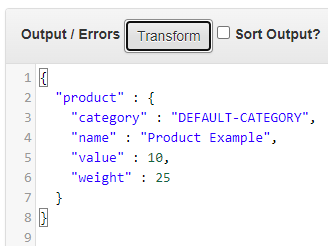 Output / Errors Transform Sort Output?
1 {
2 "product" : {
3 "category" : "DEFAULT-CATEGORY",
4 "name" : "Product Example",
5 "value" : 10,
6 "weight" : 25
7 }
8 }
9